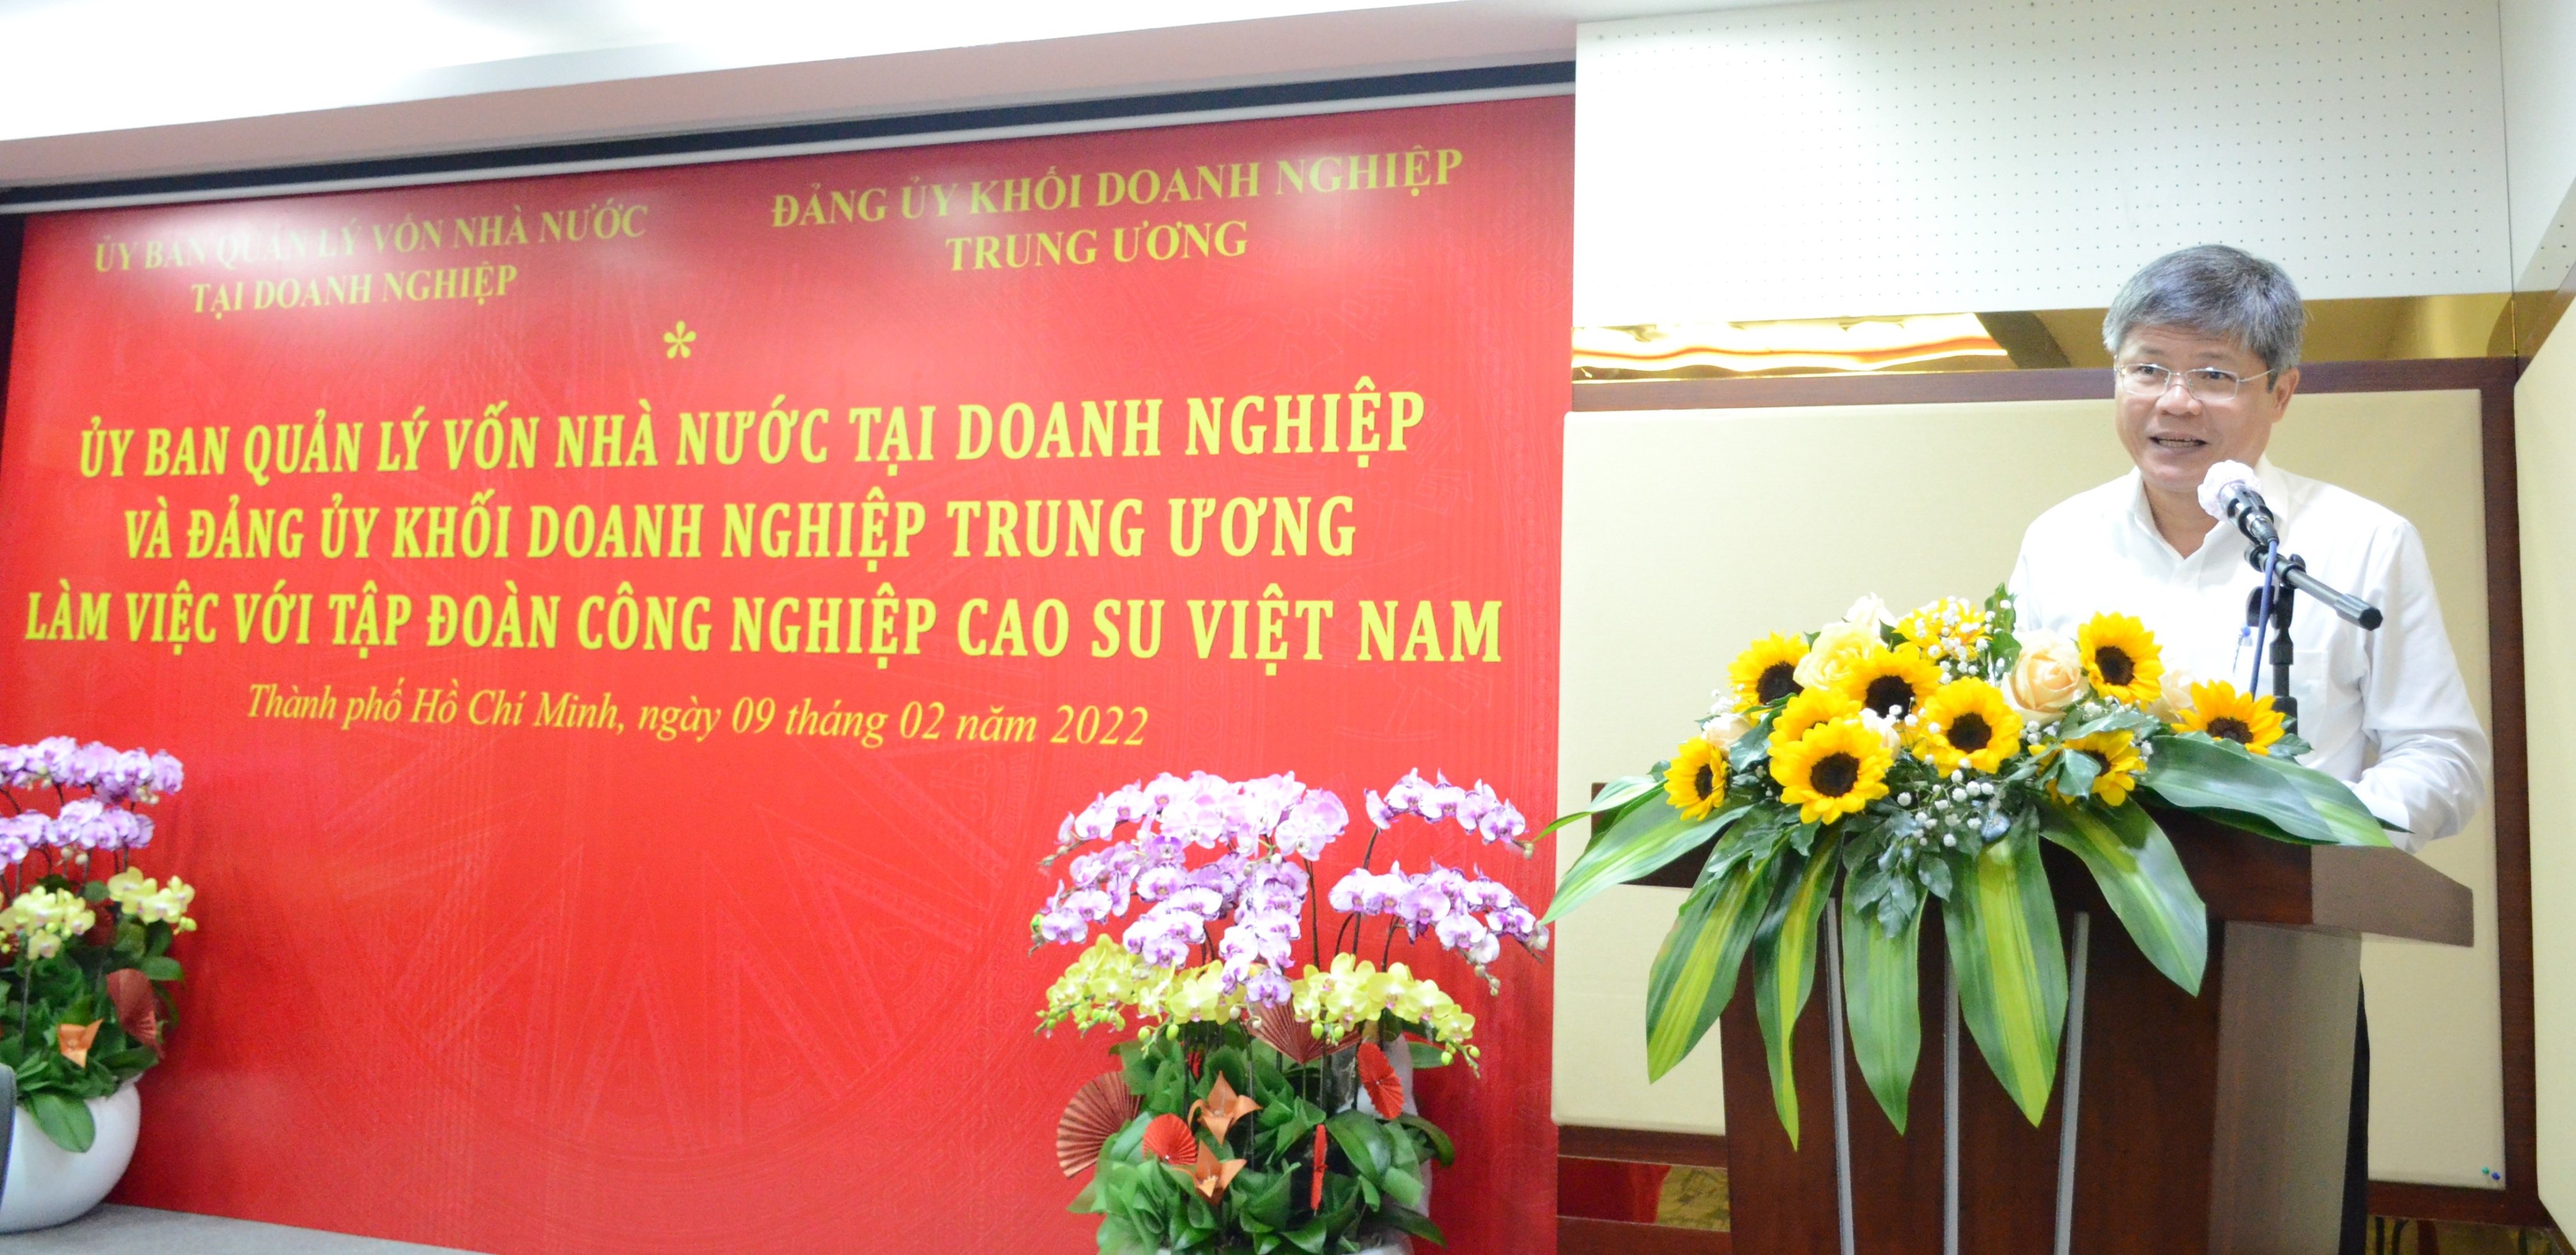 ỦY BAN QUẢN LÝ VỐN NHÀ NƯỚC
TẠI DOANH NGHIỆP
ĐẢNG ỦY KHỐI DOANH NGHIỆP
TRUNG ƯƠNG
*
ỦY BAN QUẢN LÝ VỐN NHÀ NƯỚC TẠI DOANH NGHIỆP
VÀ ĐẢNG ỦY KHỐI DOANH NGHIỆP TRUNG ƯƠNG
LÀM VIỆC VỚI TẬP ĐOÀN CÔNG NGHIỆP CAO SU VIỆT NAM
Thành phố Hồ Chí Minh, ngày 09 tháng 02 năm 2022